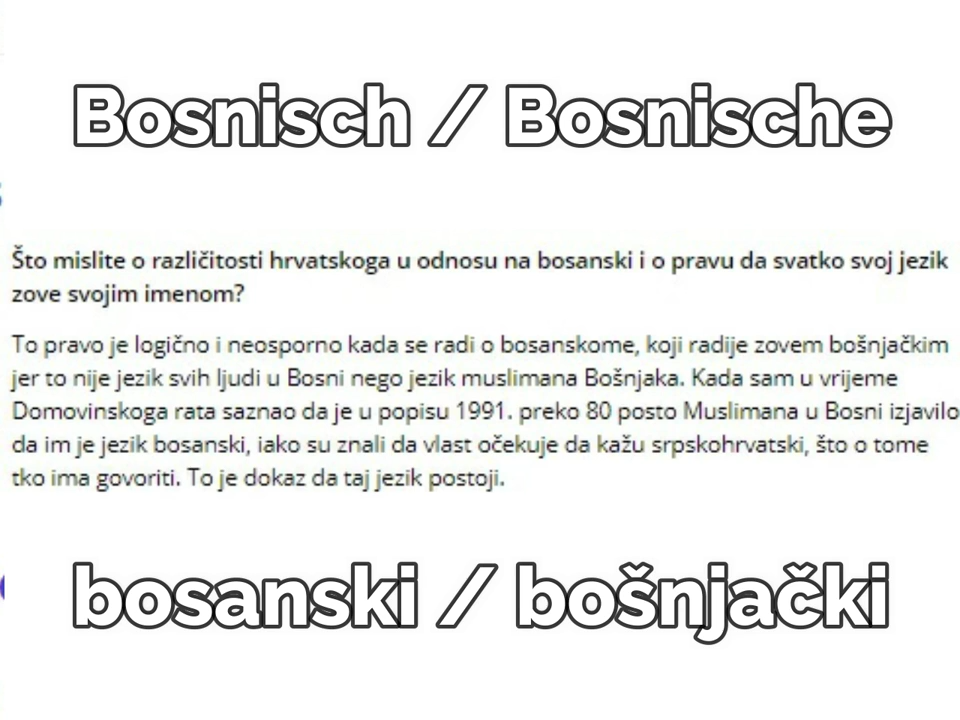 Bosnisch / Bosnische
Što mislite o različitosti hrvatskoga u odnosu na bosanski i o pravu da svatko svoj jezik
zove svojim imenom?
To pravo je logično i neosporno kada se radi o bosanskome, koji radije zovem bošnjačkim
jer to nije jezik svih ljudi u Bosni nego jezik muslimana Bošnjaka. Kada sam u vrijeme
Domovinskoga rata saznao da je u popisu 1991. preko 80 posto Muslimana u Bosni izjavilo
da im je jezik bosanski, iako su znali da vlast očekuje da kažu srpskohrvatski, što o tome
tko ima govoriti. To je dokaz da taj jezik postoji.
bosanski / bošnjački